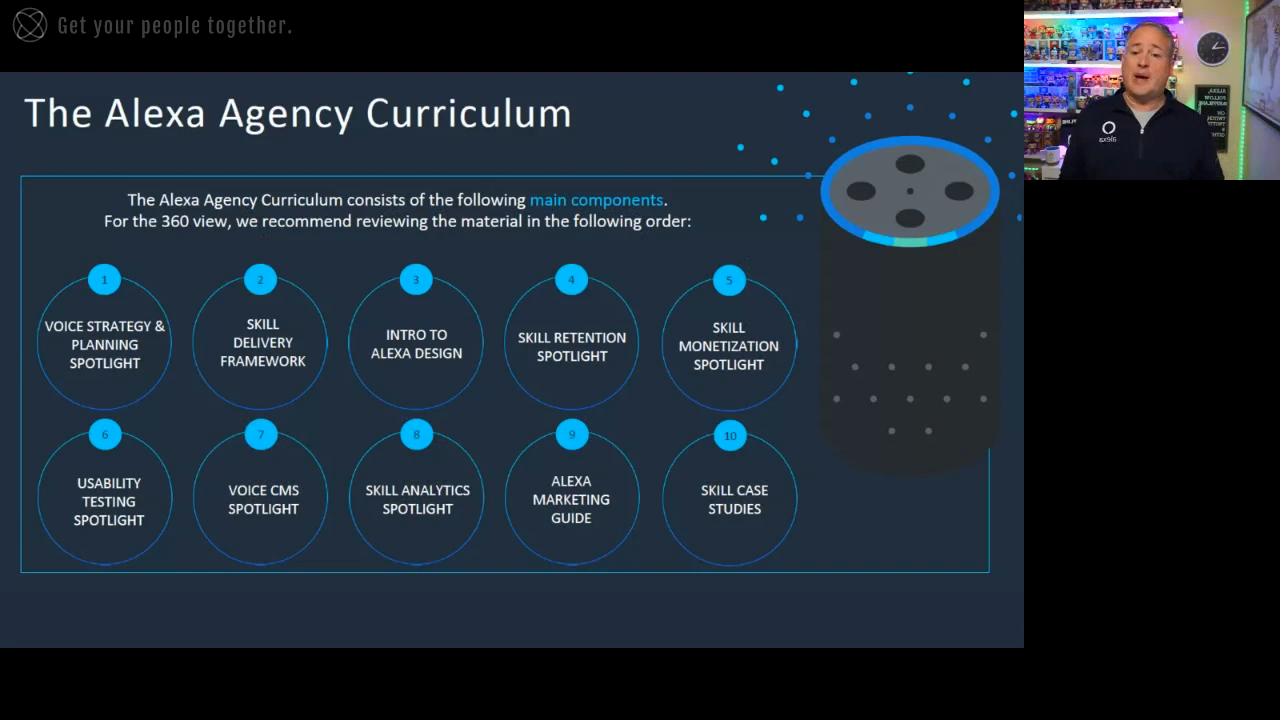 Get your people together.
The Alexa Agency Curriculum
The Alexa Agency Curriculum consists of the following main components.
For the 360 view, we recommend reviewing the material in the following order:
1
VOICE STRATEGY &
PLANNING
SPOTLIGHT
2
SKILL
DELIVERY
FRAMEWORK
3
INTRO TO
ALEXA DESIGN
4
SKILL RETENTION
SPOTLIGHT
5
SKILL
MONETIZATION
SPOTLIGHT
6
USABILITY
TESTING
SPOTLIGHT
7
VOICE CMS
SPOTLIGHT
8
SKILL ANALYTICS
SPOTLIGHT
9
ALEXA
MARKETING
GUIDE
10
SKILL CASE
STUDIES
alexa